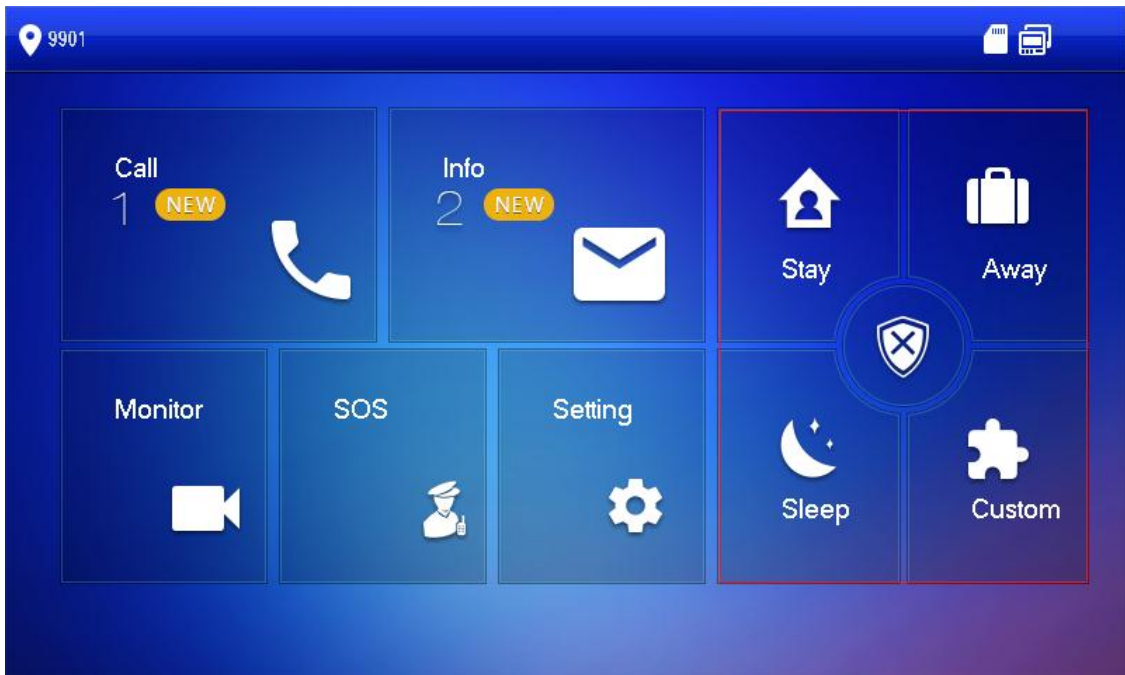 9901
Call
1 NEW
Info
2 NEW
Stay
Away
Monitor
SOS
Setting
Sleep
Custom